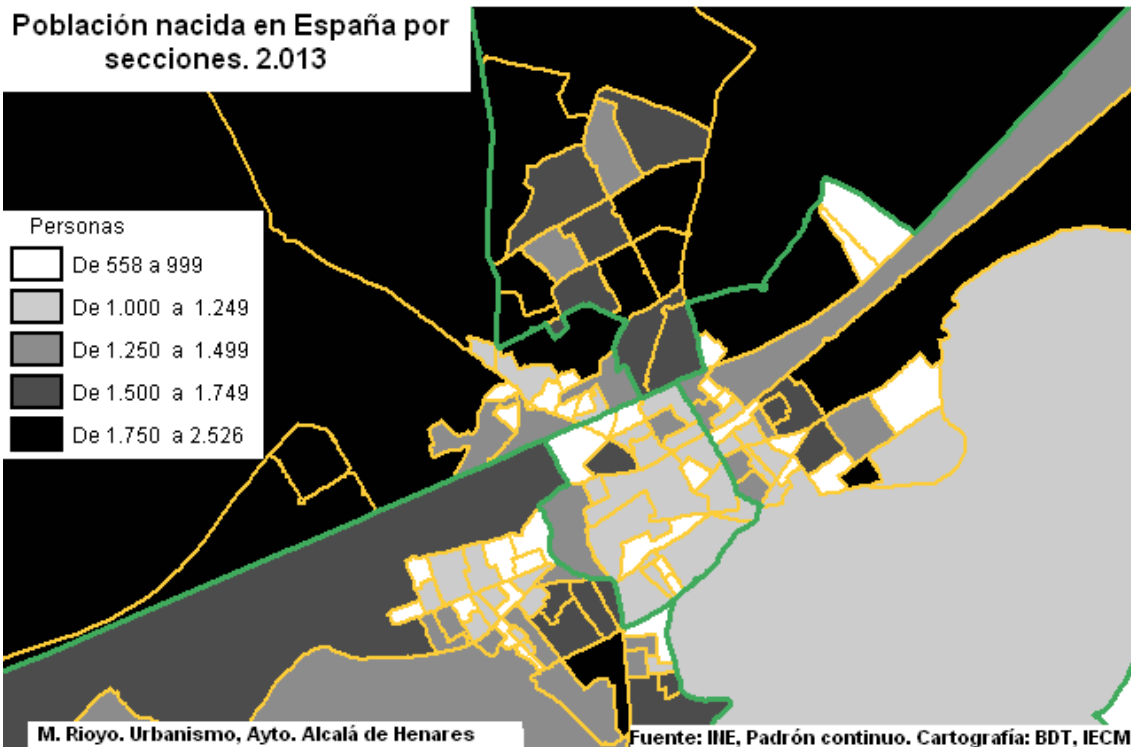 Población nacida en España por
secciones. 2.013
Personas
De 558 a 999
De 1.000 a 1.249
De 1.250 a 1.499
De 1.500 a 1.749
De 1.750 a 2.526
M. Rioyo. Urbanismo, Ayto. Alcalá de Henares
Fuente: INE, Padrón continuo. Cartografía: BDT, IECM